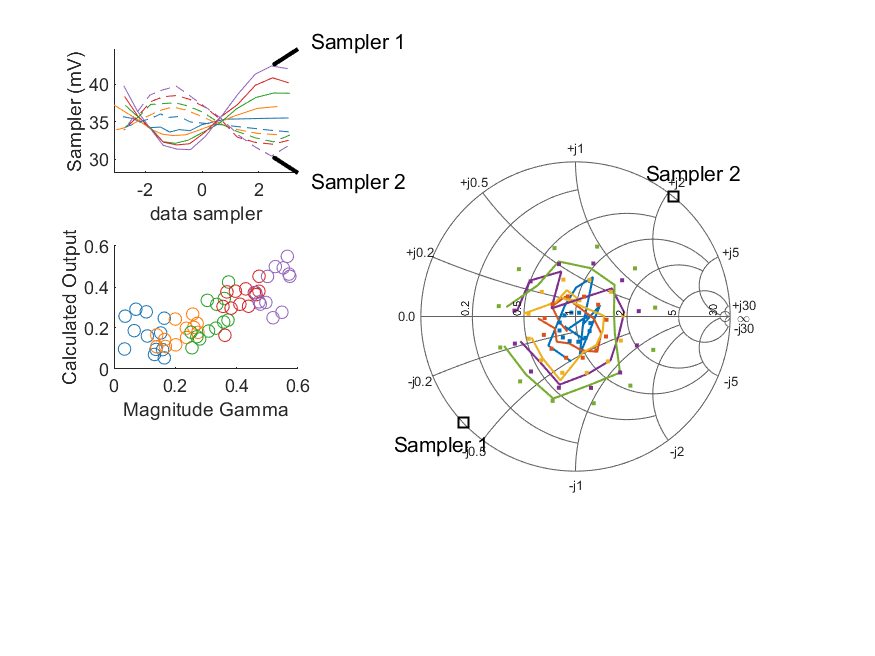 Sampler 1
Sampler (mV)
40
35
30
-2
0
2
data sampler
Sampler 2
Calculated Output
0.6
0.4
0.2
0
0
0.2
0.4
0.6
Magnitude Gamma
+j1
+j0.5
+j2
Sampler 2
+j0.2
+j5
0.0
0.2
0.5
1
2
5
30
+j30
∞
-j30
-j0.2
-j5
Sampler 1
-j0.5
-j2
-j1